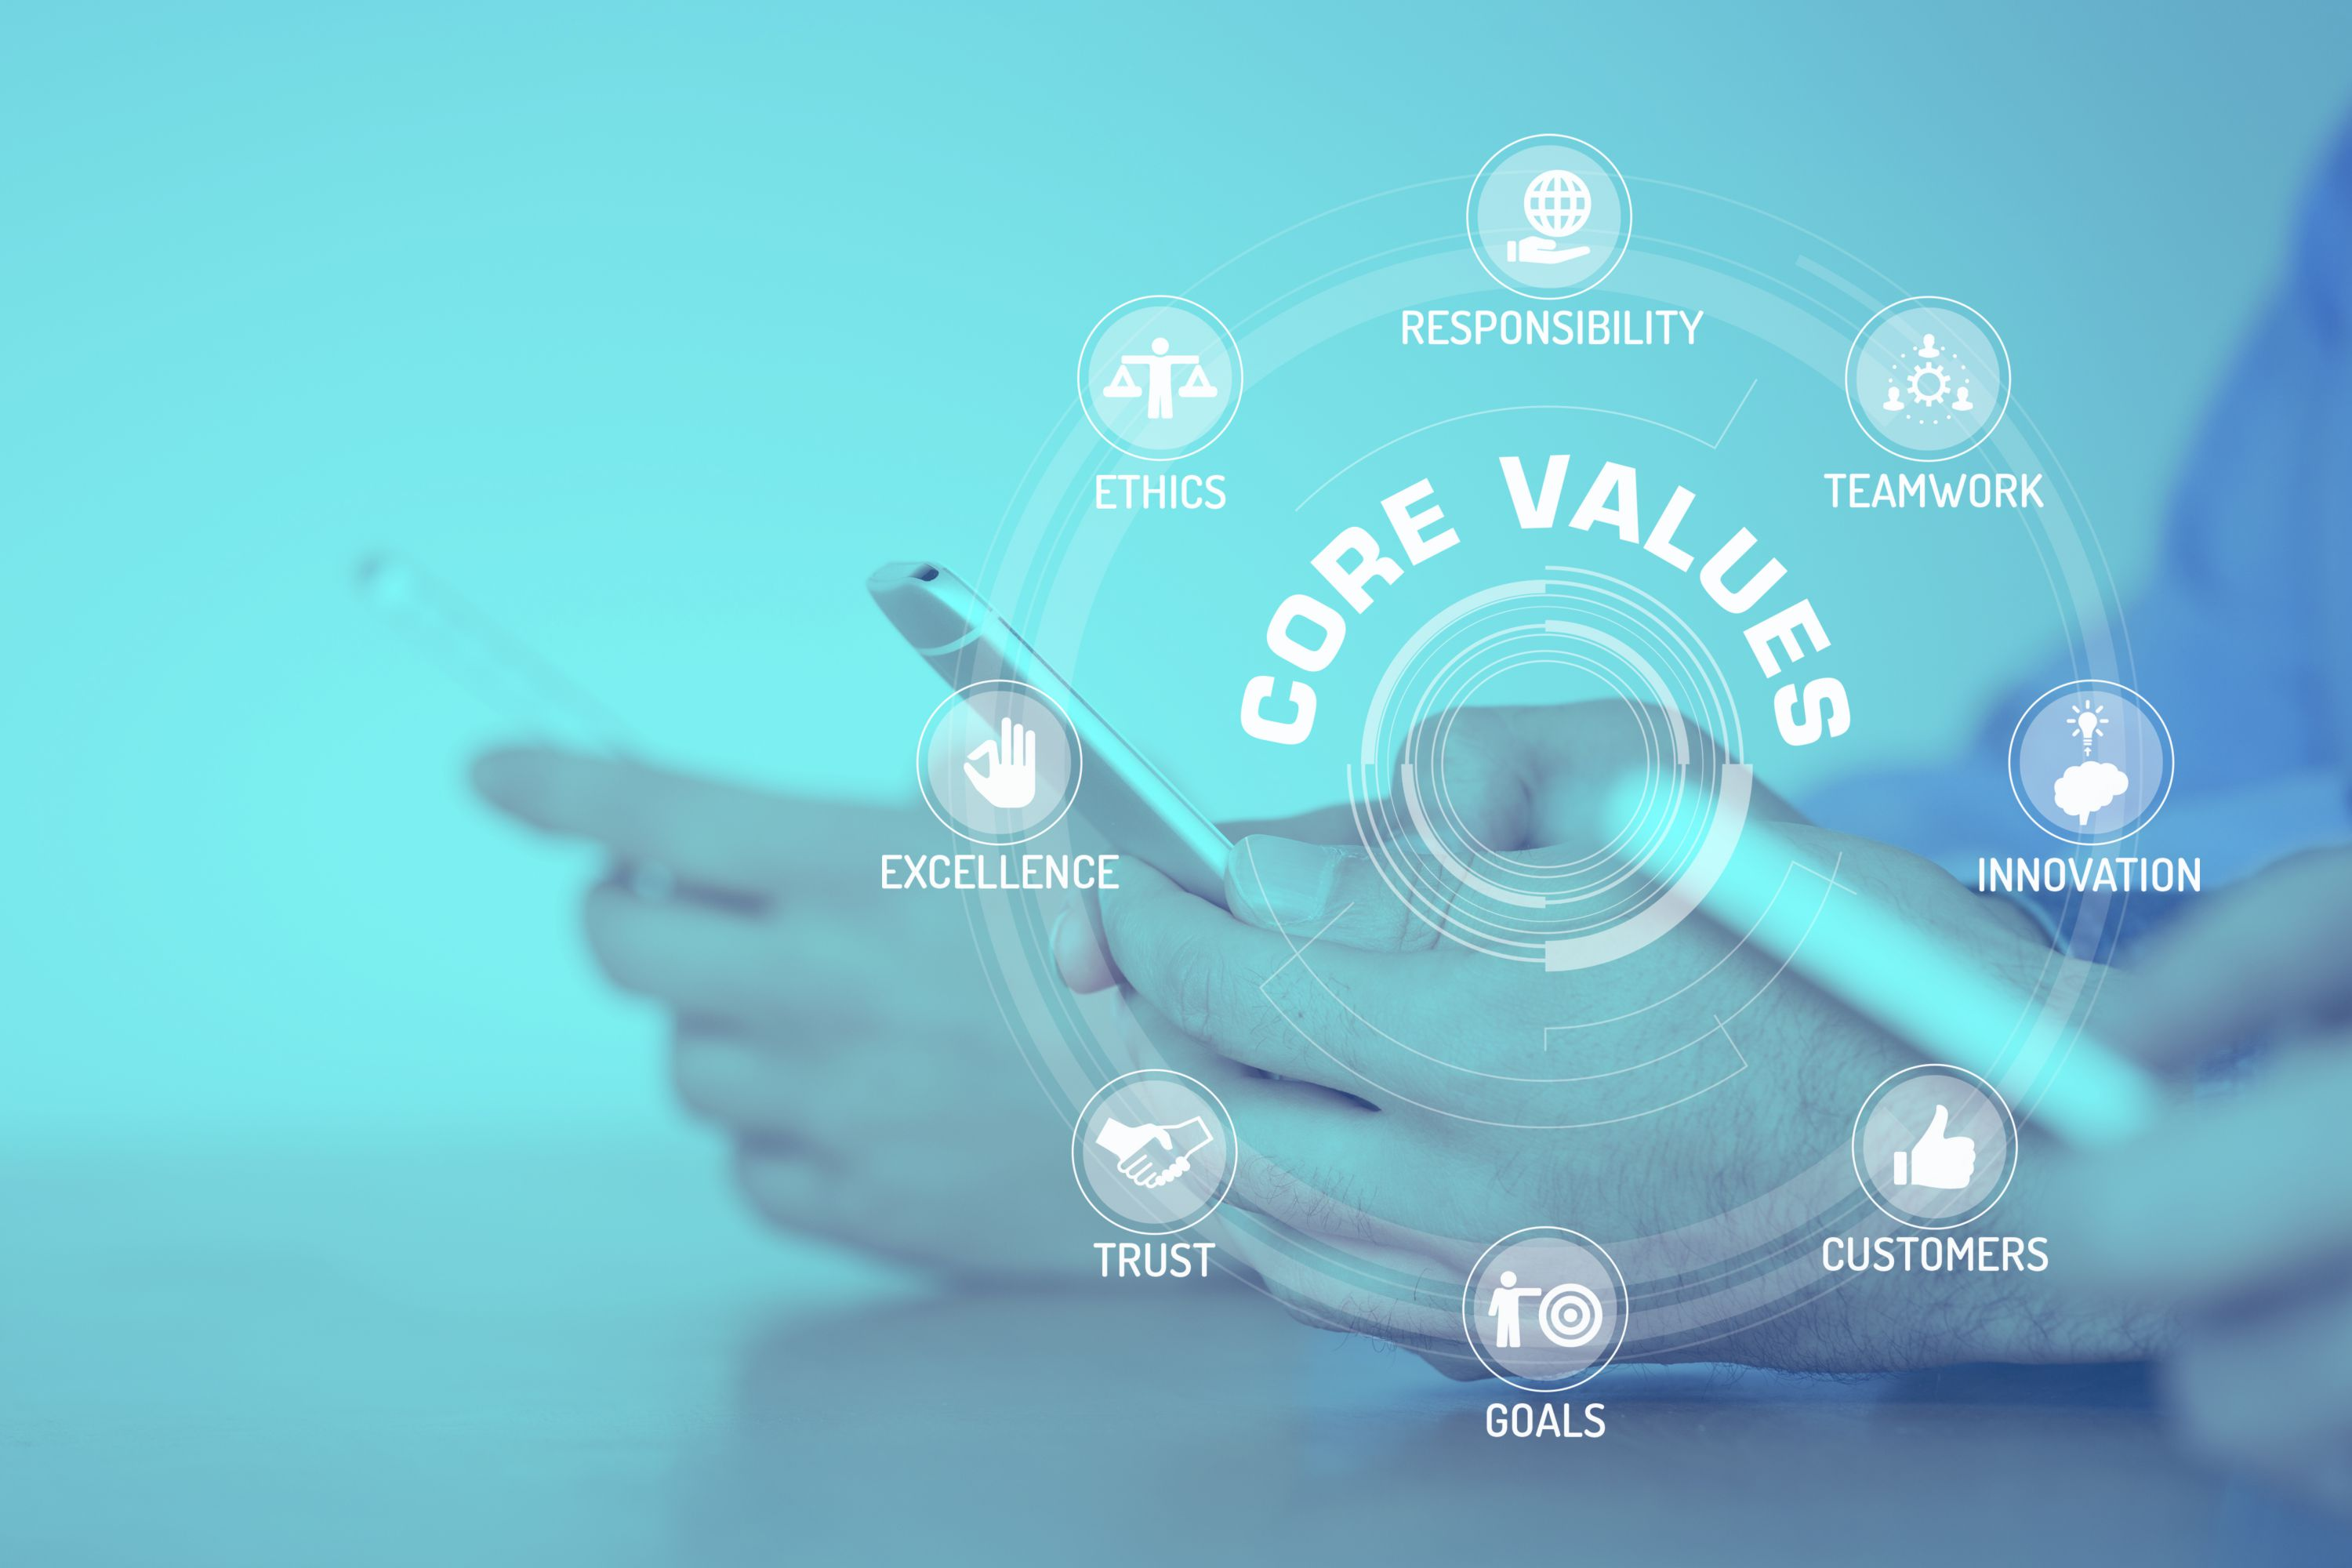 RESPONSIBILITY
ETHICS
TEAMWORK
CORE VALUES
EXCELLENCE
INNOVATION
TRUST
CUSTOMERS
GOALS